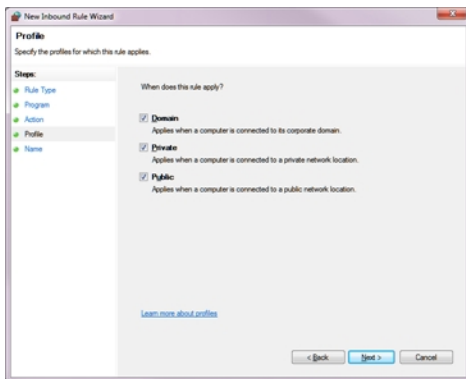 New Inbound Rule Wizard
Profile
Specify the profiles for which this rule applies.
Steps:
Rule Type
Program
Action
Profile
Name
When does this rule apply?
Domain
Applies when a computer is connected to its corporate domain.
Private
Applies when a computer is connected to a private network location.
Public
Applies when a computer is connected to a public network location.
Learn more about profiles
< Back
Next >
Cancel